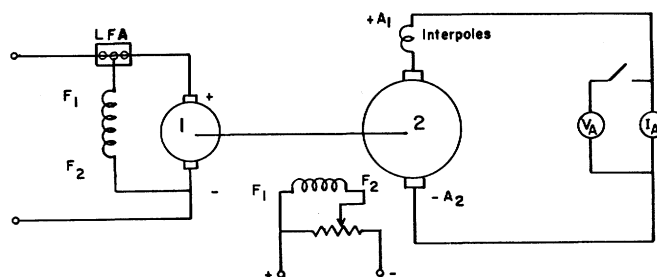 LFA
+A1
Interpoles
F1
+
1
2
VA
IA
F2
-
F1
F2
-A2
+
-